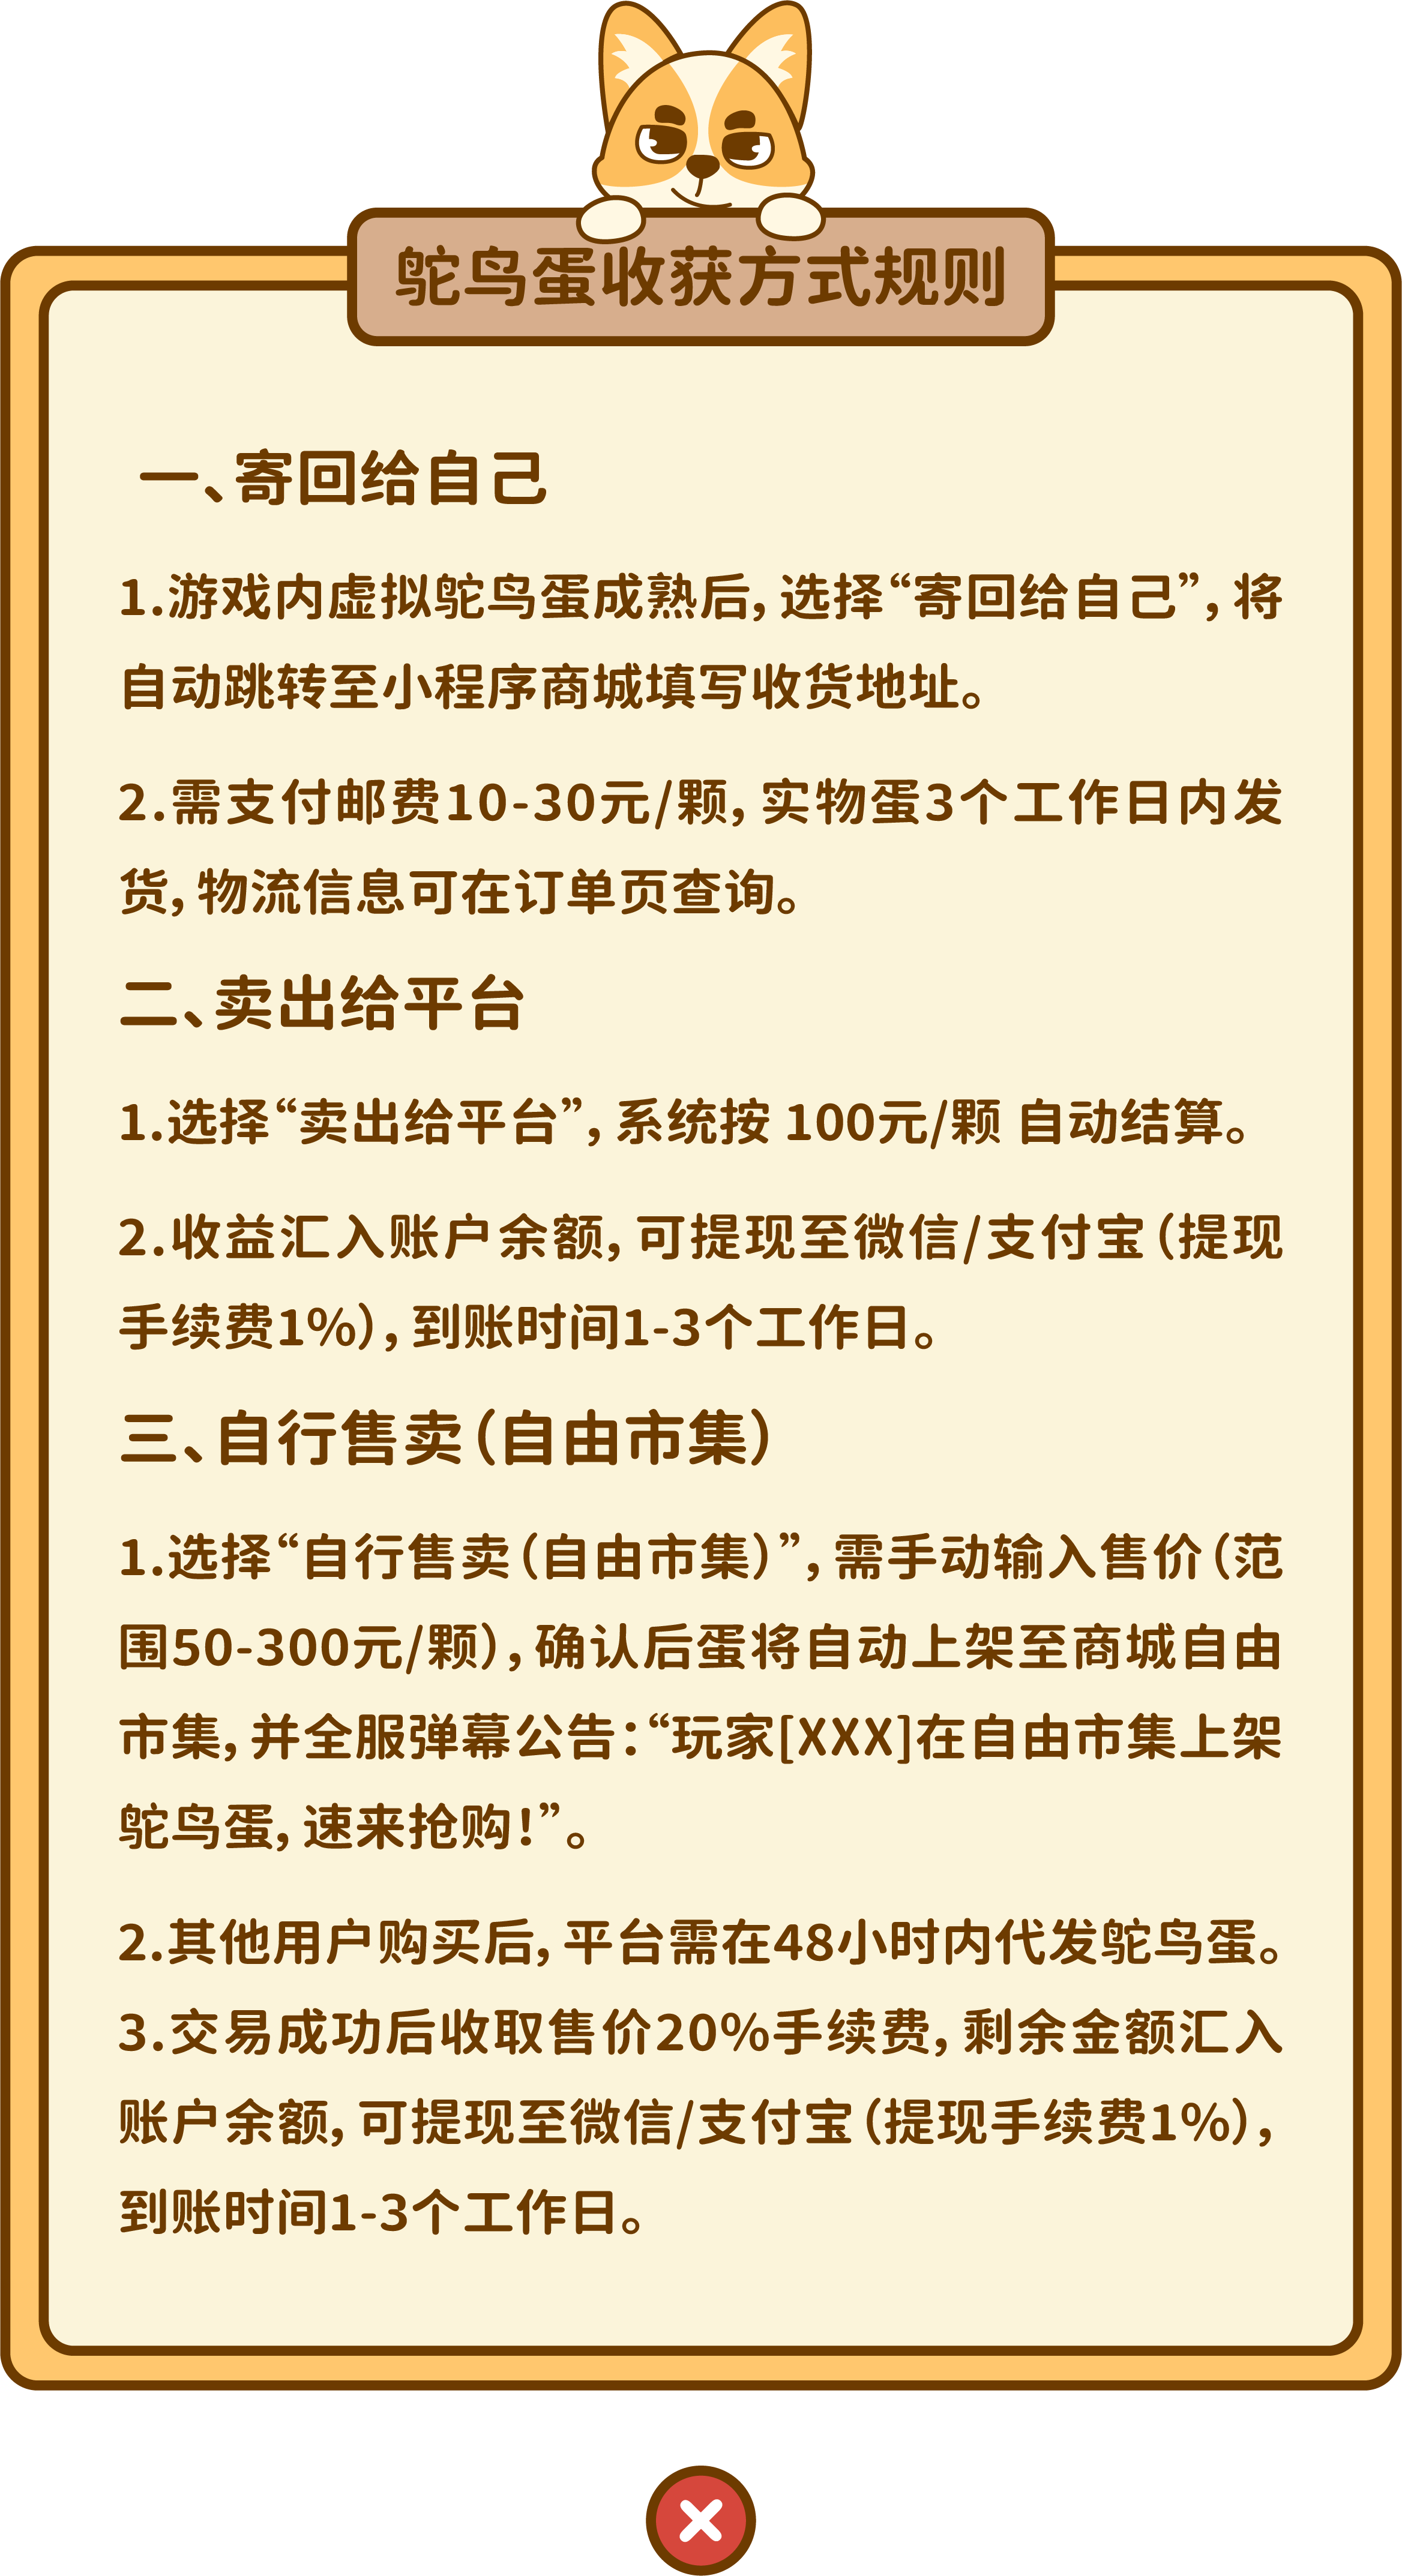 鸵鸟蛋收获方式规则
一、寄回给自己
1.游戏内虚拟鸵鸟蛋成熟后，选择“寄回给自己”，将
自动跳转至小程序商城填写收货地址。
2.需支付邮费10-30元/颗，实物蛋3个工作日内发
货，物流信息可在订单页查询。
二、卖出给平台
1.选择“卖出给平台”，系统按 100元/颗 自动结算。
2.收益汇入账户余额，可提现至微信/支付宝（提现
手续费1%），到账时间1-3个工作日。
三、自行售卖（自由市集）
1.选择“自行售卖（自由市集）”，需手动输入售价（范
围50-300元/颗），确认后蛋将自动上架至商城自由
市集，并全服弹幕公告：“玩家[XXX]在自由市集上架
鸵鸟蛋，速来抢购！”。
2.其他用户购买后，平台需在48小时内代发鸵鸟蛋。
3.交易成功后收取售价20%手续费，剩余金额汇入
账户余额，可提现至微信/支付宝（提现手续费1%），
到账时间1-3个工作日。